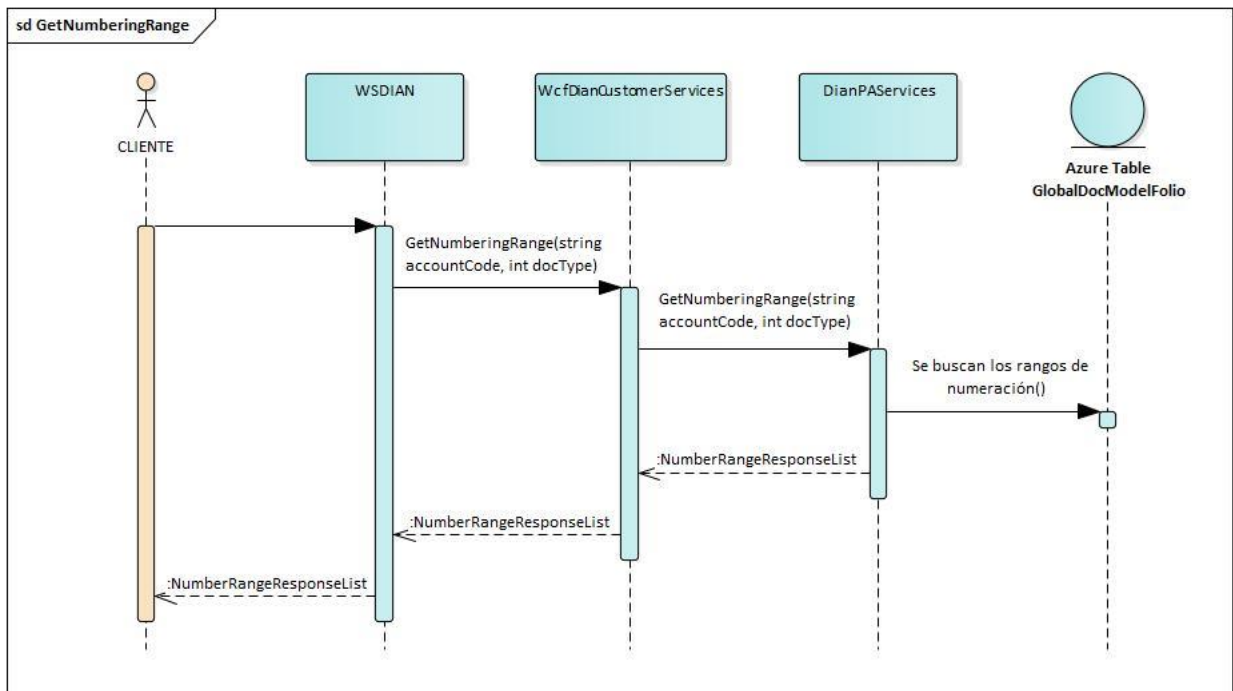 sd GetNumberingRange
CLIENTE
WSDIAN
WcfDianCustomerServices
DianPAServices
Azure Table
GlobalDocModelFolio
GetNumberingRange(string
accountCode, int docType)
GetNumberingRange(string
accountCode, int docType)
Se buscan los rangos de
numeración()
:NumberRangeResponseList
:NumberRangeResponseList
:NumberRangeResponseList